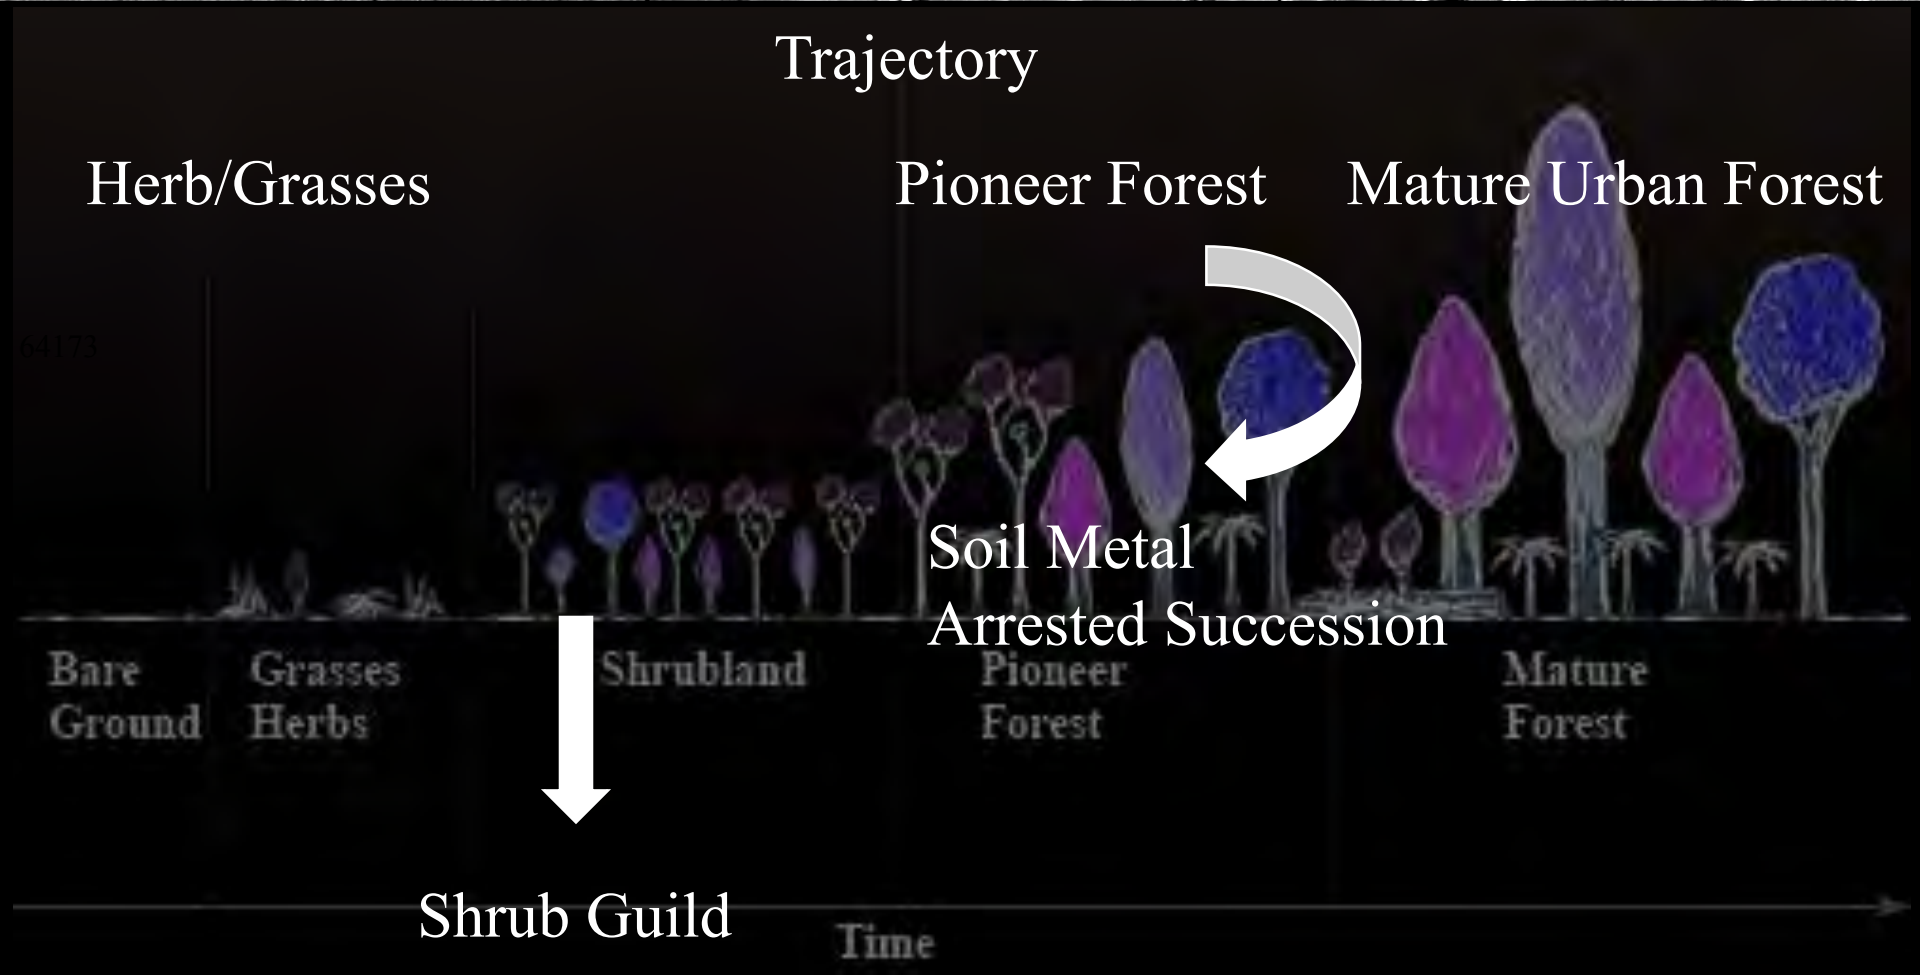 Trajectory
Herb/Grasses
Pioneer Forest
Mature Urban Forest
64173
Soil Metal
Arrested Succession
Bare
Ground
Grasses
Herbs
Shrubland
Pioneer
Forest
Mature
Forest
Shrub Guild
Time